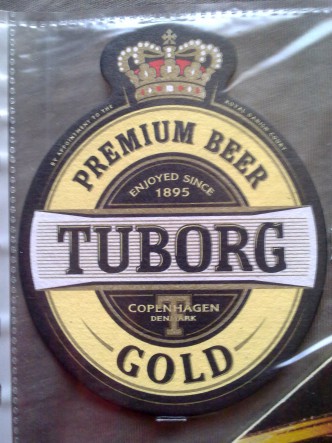 BY APPOINTMENT TO THE ROYAL DANISH COURT
PREMIUM BEER
ENJOYED SINCE
1895
TUBORG
COPENHAGEN
DENMARK
T
GOLD